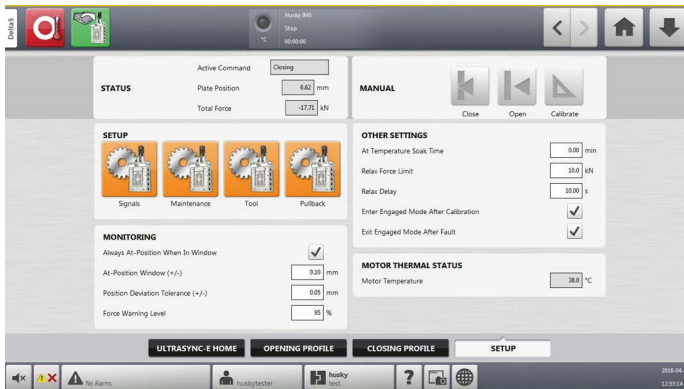 DeltaS
Husky IMS
Stop
°C 00:00:00
STATUS
Active Command Closing
Plate Position 6.62 mm
Total Force -17.71 kN
MANUAL
Close Open Calibrate
SETUP
Signals Maintenance Tool Pullback
OTHER SETTINGS
At Temperature Soak Time 0.00 min
Relax Force Limit 10.0 kN
Relax Delay 10.00 s
Enter Engaged Mode After Calibration
Exit Engaged Mode After Fault
MONITORING
Always At-Position When In Window
At-Position Window (+/-) 0.10 mm
Position Deviation Tolerance (+/-) 0.05 mm
Force Warning Level 95 %
MOTOR THERMAL STATUS
Motor Temperature 38.0 °C
ULTRASYNC-E HOME OPENING PROFILE CLOSING PROFILE SETUP
No Alarms
huskytester
husky
test
?
2018-04-
12:33:14